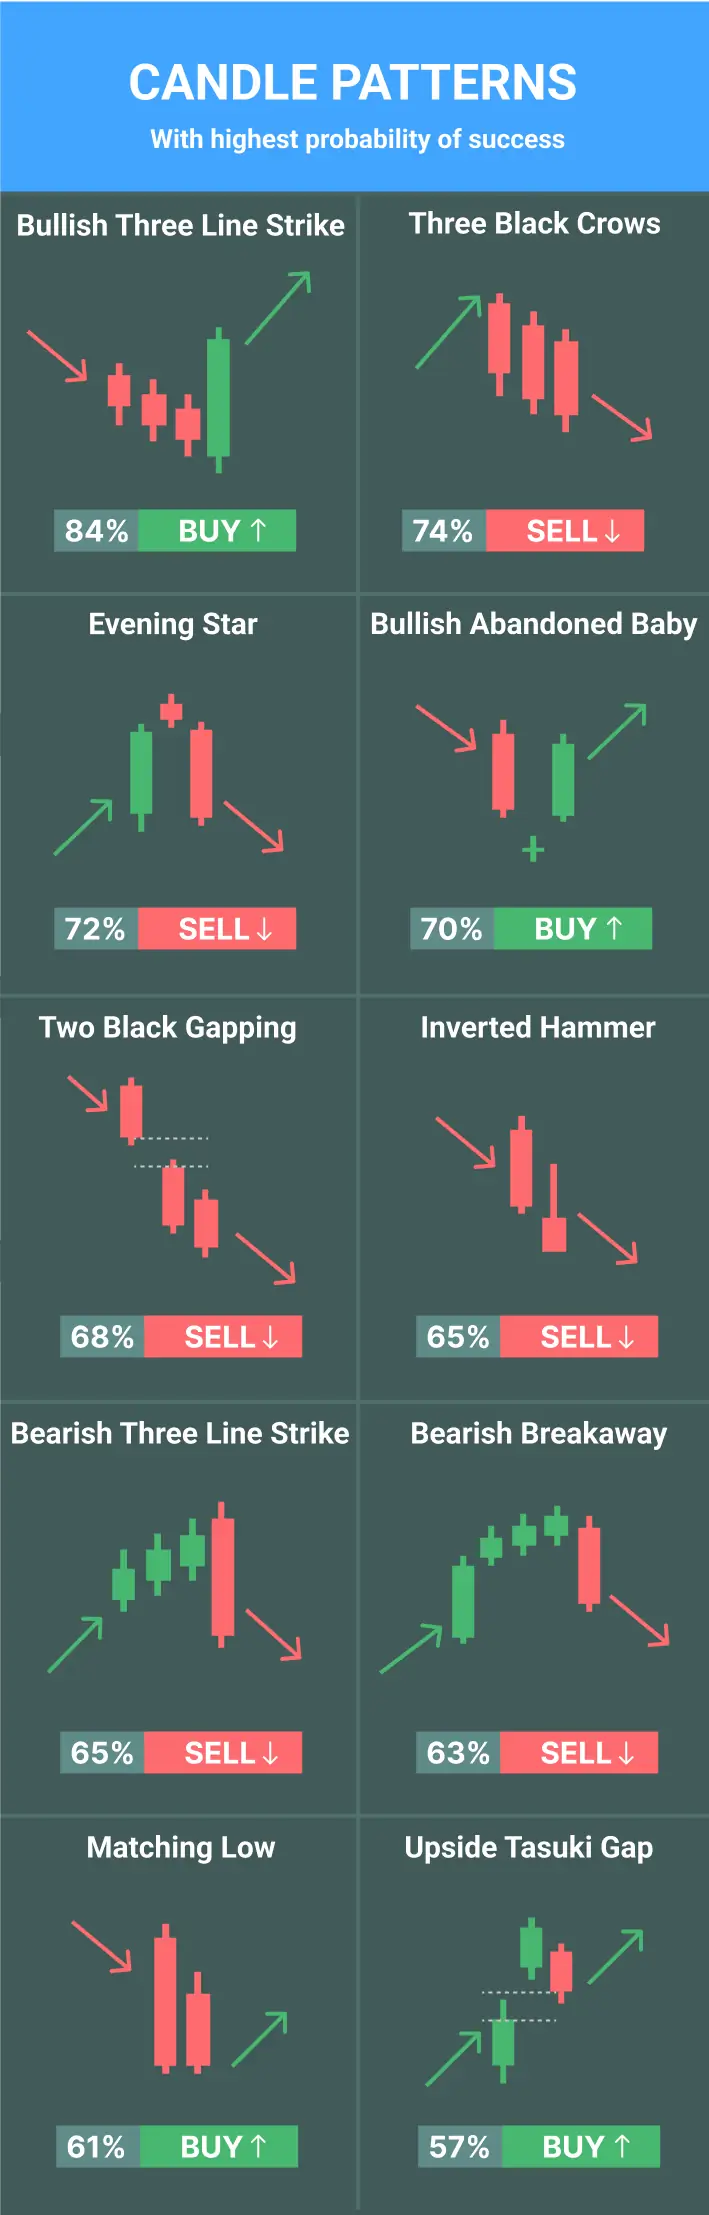 CANDLE PATTERNS
With highest probability of success
Bullish Three Line Strike
84% BUY ↑
Three Black Crows
74% SELL ↓
Evening Star
72% SELL ↓
Bullish Abandoned Baby
70% BUY ↑
Two Black Gapping
68% SELL ↓
Inverted Hammer
65% SELL ↓
Bearish Three Line Strike
65% SELL ↓
Bearish Breakaway
63% SELL ↓
Matching Low
61% BUY ↑
Upside Tasuki Gap
57% BUY ↑